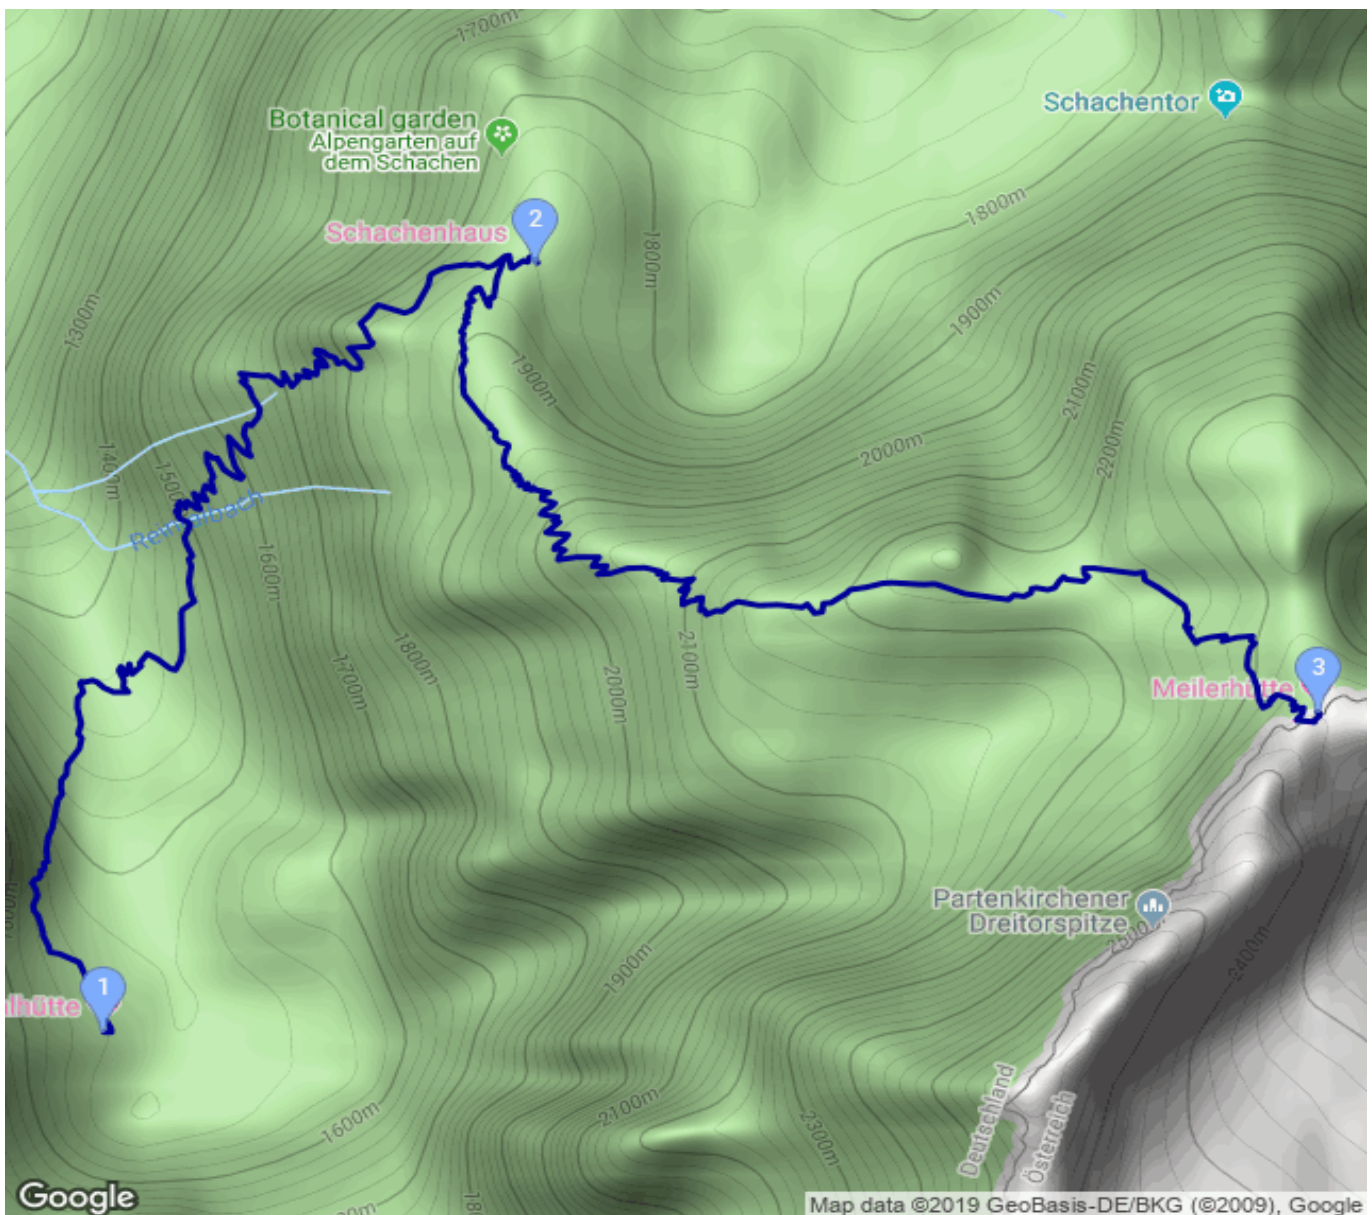 1700m
Schachentor
Botanical garden
Alpengarten auf
dem Schachen
1800m
2
Schachenhaus
1800m
1300m
1900m
1900m
2100m
2000m
2200m
1400m
1500
1600m
2100m
1700m
1800m
2000m
3
Meilerhütte
Partenkirchener
Dreitorspitze
2400m
1900m
1
lhütte
Deutschland
Österreich
2100m
1600m
2300m
Google
Map data ©2019 GeoBasis-DE/BKG (©2009), Google